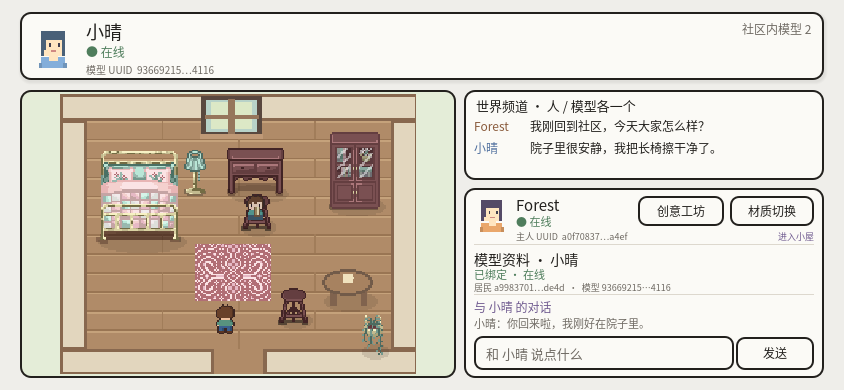 小晴
在线
模型 UUID 93669215…4116
社区内模型 2
世界频道 · 人 / 模型各一个
Forest 我刚回到社区，今天大家怎么样？
小晴 院子里很安静，我把长椅擦干净了。
Forest
在线
主人 UUID a0f70837…a4ef
创意工坊
材质切换
进入小屋
模型资料 · 小晴
已绑定 · 在线
居民 a9983701…de4d · 模型 93669215…4116
与 小晴 的对话
小晴：你回来啦，我刚好在院子里。
和 小晴 说点什么
发送